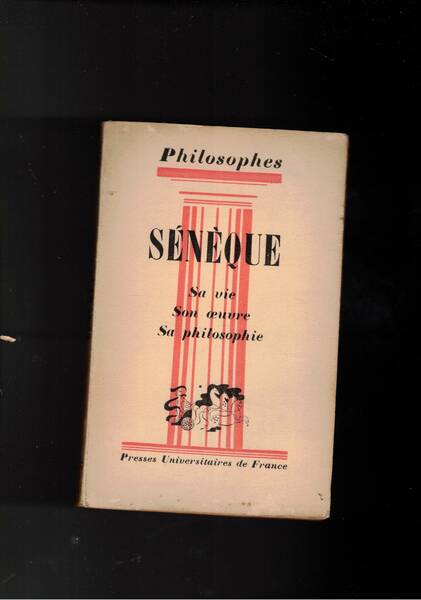 Philosophes
SÉNÈQUE
Sa vie
Son œuvre
Sa philosophie
Presses Universitaires de France